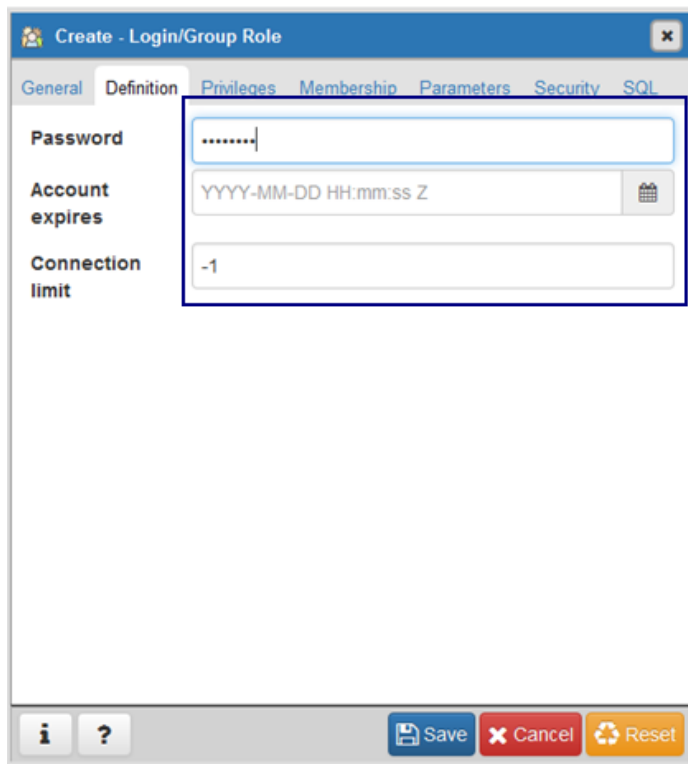 Create - Login/Group Role
General Definition Privileges Membership Parameters Security SQL
Password ••••••••
Account expires YYYY-MM-DD HH:mm:ss Z
Connection limit -1
i ? Save Cancel Reset